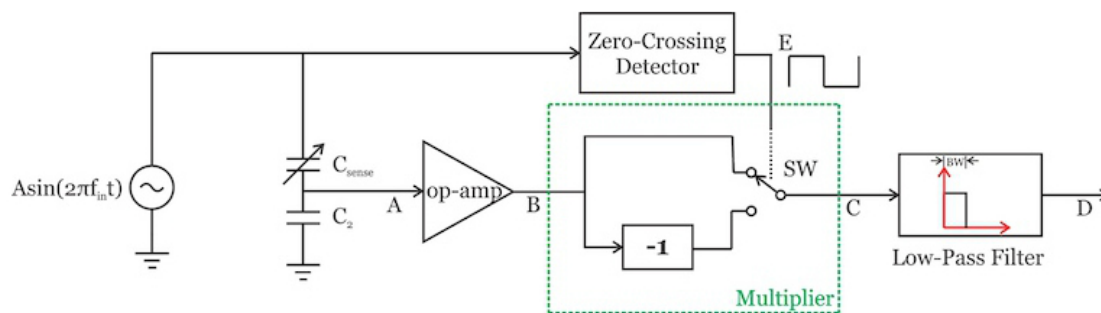 Zero-Crossing
Detector
E
Asin(2πf_in t)
C_sense
C_2
A
op-amp
B
-1
SW
C
BW
D
Low-Pass Filter
Multiplier